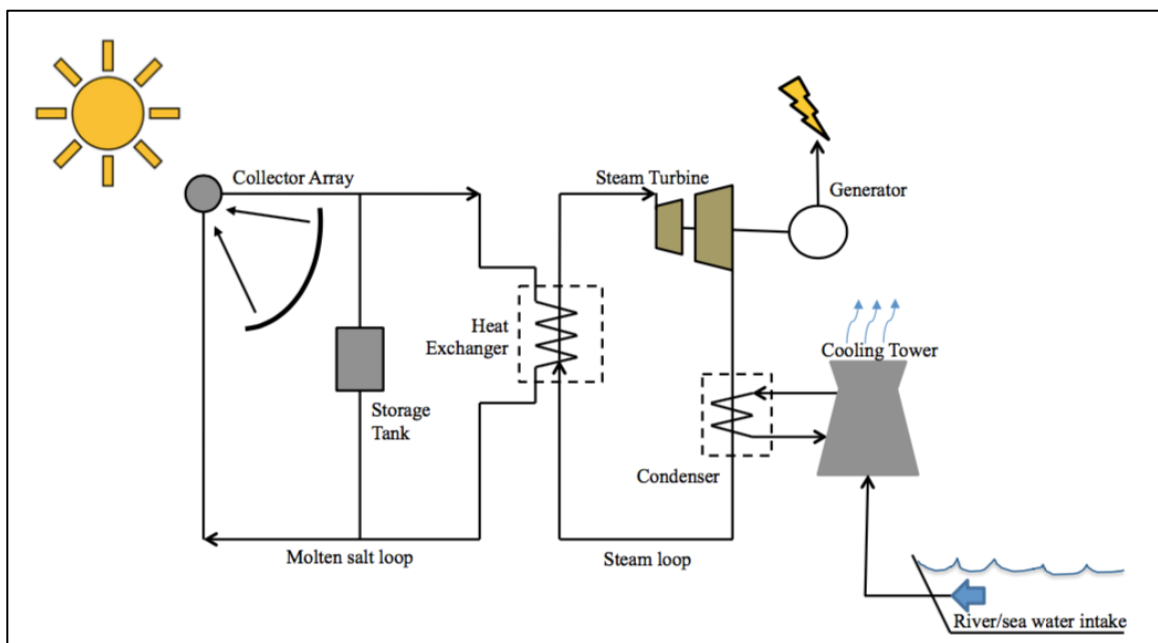 Collector Array
Steam Turbine
Generator
Heat
Exchanger
Cooling Tower
Storage
Tank
Condenser
Molten salt loop
Steam loop
River/sea water intake